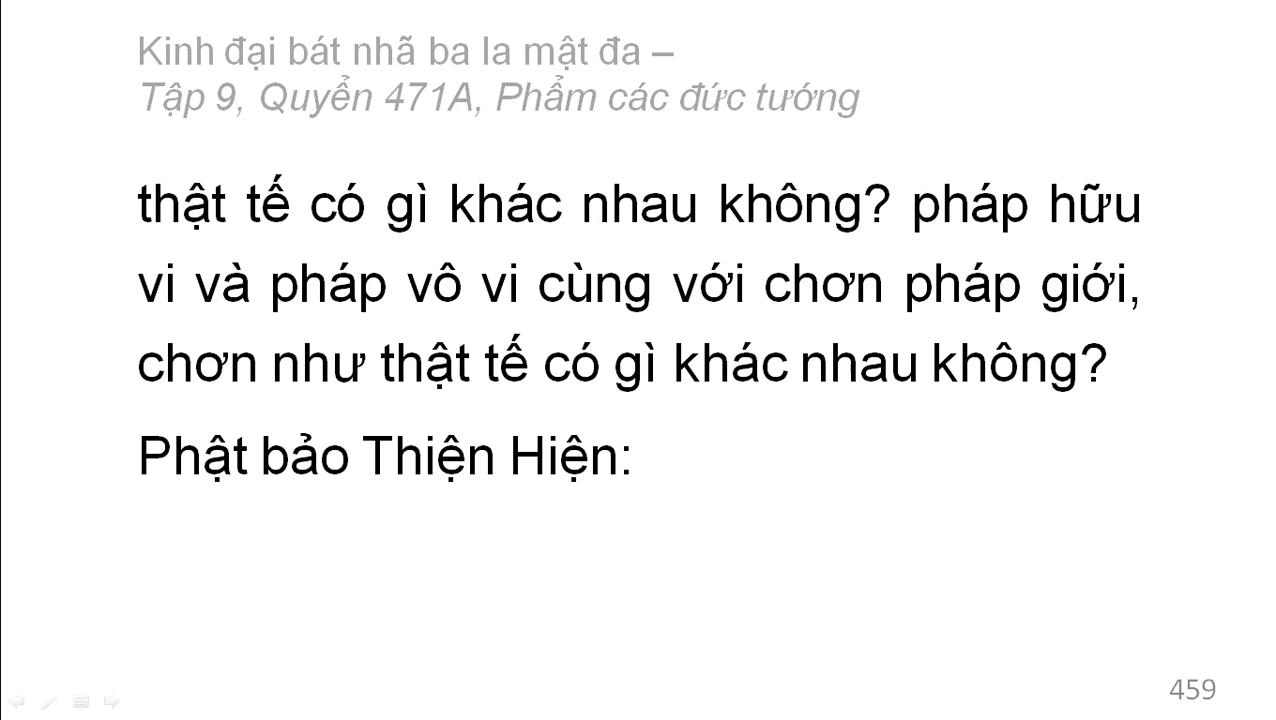 Kinh đại bát nhã ba la mật đa –
Tập 9, Quyển 471A, Phẩm các đức tướng
thật tế có gì khác nhau không? pháp hữu
vi và pháp vô vi cùng với chơn pháp giới,
chơn như thật tế có gì khác nhau không?
Phật bảo Thiện Hiện:
459